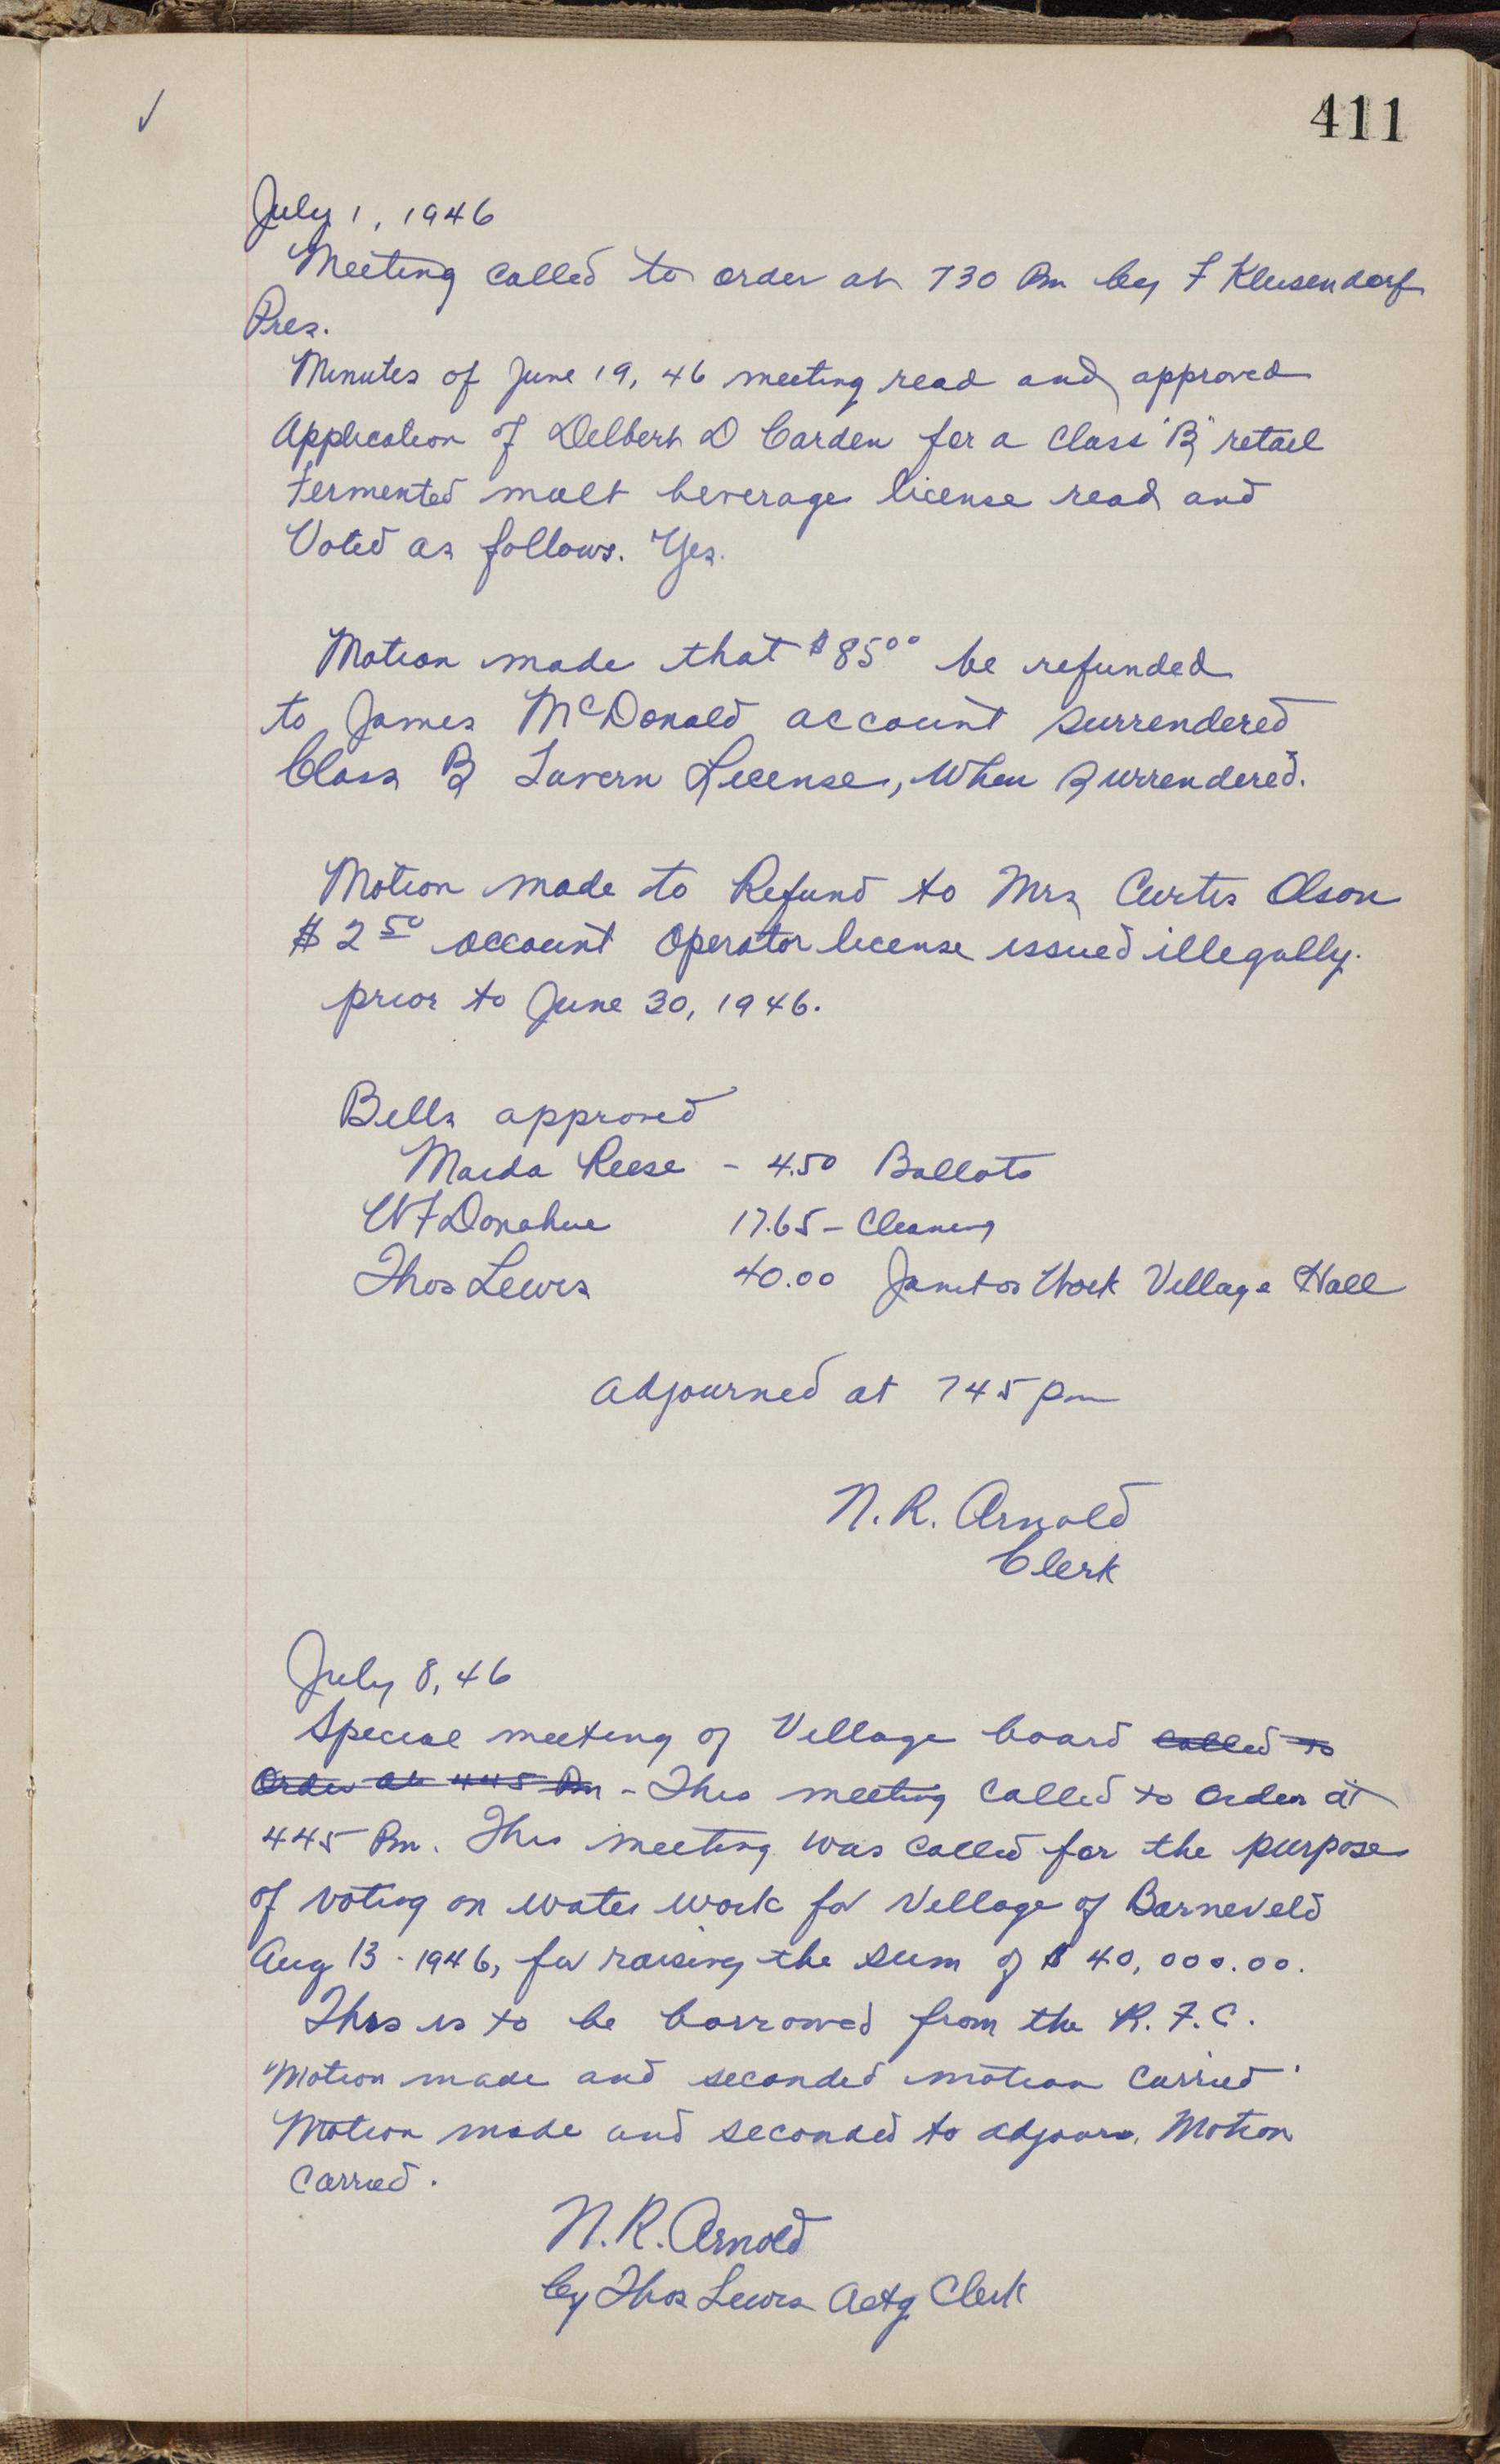 411
July 1, 1946
Meeting called to order at 730 Pm by F Klusendorf
Pres.
Minutes of June 19, 46 meeting read and approved
Application of Delbert D Carden for a Class "B" retail
Fermented malt beverage license read and
Voted as follows. Yes.
Motion made that $85⁰⁰ be refunded
to James McDonald account surrendered
Class B Tavern License, when surrendered.
Motion made to Refund to Mrs Curtis Olson
$2 50 account Operator license issued illegally.
prior to June 30, 1946.
Bills approved
Maida Reese - 4.50 Ballots
W F Donahue 17.65 - Cleaning
Thos Lewis 40.00 Janitor Work Village Hall
adjourned at 745 pm
N. R. Arnold
Clerk
July 8, 46
Special meeting of Village board called to
Order at 445 Pm - This meeting called to order at
445 Pm. This meeting was called for the purpose
of voting on water work for Village of Barneveld
Aug 13 - 1946, for raising the sum of $ 40,000.00.
This is to be borrowed from the R. F. C.
"Motion made and seconded motion carried"
Motion made and seconded to adjourn. Motion
Carried.
N. R. Arnold
by Thos Lewis Actg Clerk